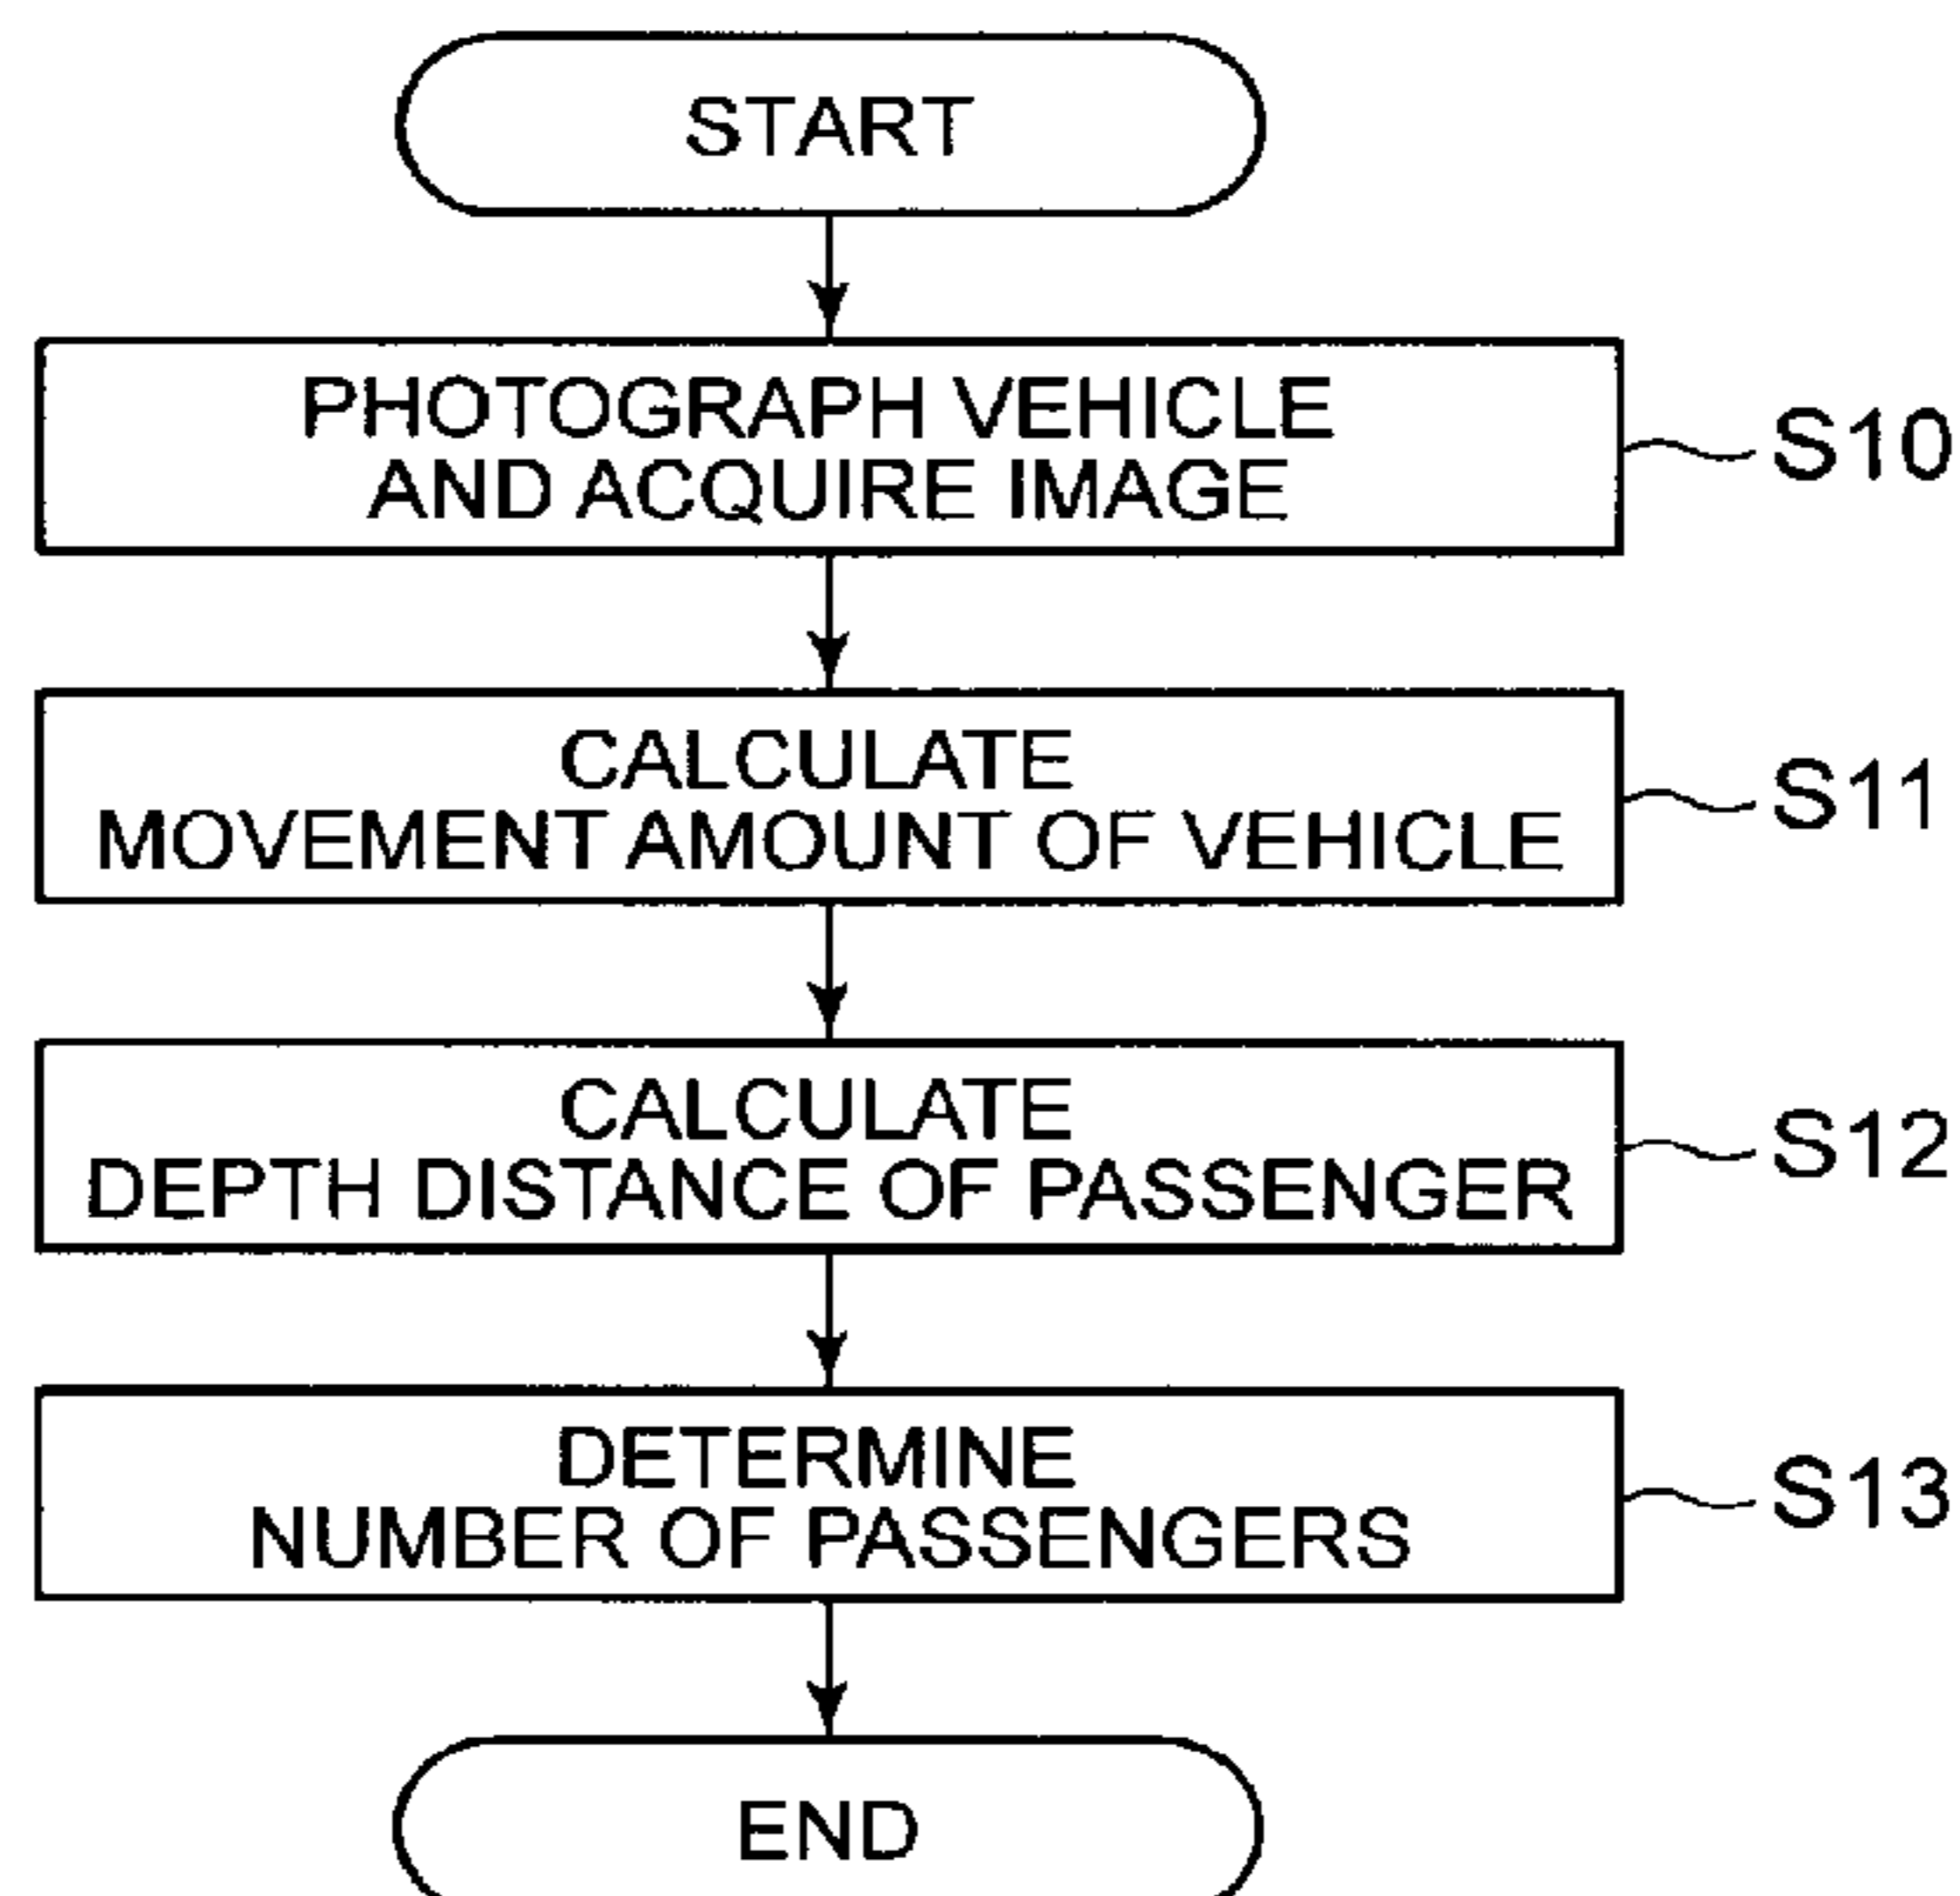 START
PHOTOGRAPH VEHICLE
AND ACQUIRE IMAGE
S10
CALCULATE
MOVEMENT AMOUNT OF VEHICLE
S11
CALCULATE
DEPTH DISTANCE OF PASSENGER
S12
DETERMINE
NUMBER OF PASSENGERS
S13
END